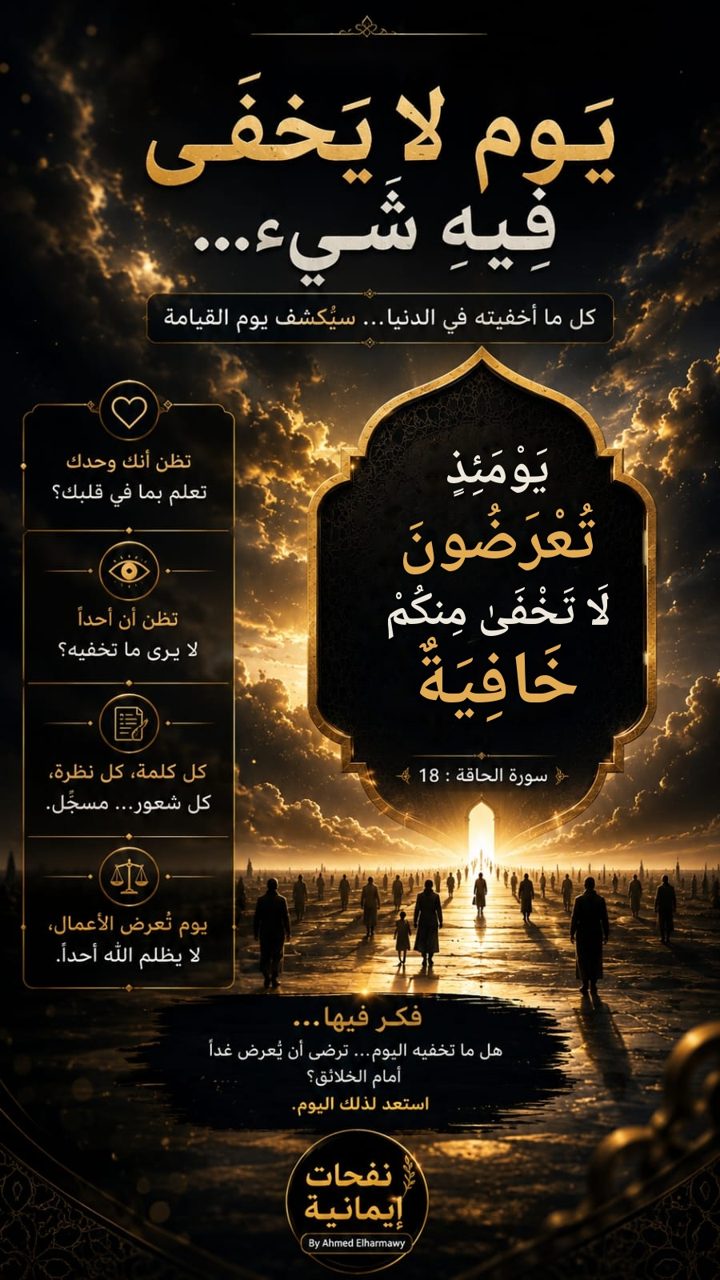 يَوم لا يَخفَى
فِيهِ شَيء...
كل ما أخفيته في الدنيا... سيُكشف يوم القيامة
يَوْمَئِذٍ
تُعْرَضُونَ
لَا تَخْفَىٰ مِنكُمْ
خَافِيَةٌ
سورة الحاقة : 18
تظن أنك وحدك
تعلم بما في قلبك؟
تظن أن أحداً
لا يرى ما تخفيه؟
كل كلمة، كل نظرة،
كل شعور... مسجَّل.
يوم تُعرض الأعمال،
لا يظلم الله أحداً.
فكر فيها...
هل ما تخفيه اليوم... ترضى أن يُعرض غداً
أمام الخلائق؟
استعد لذلك اليوم.
نفحات
إيمانية
By Ahmed Elharmawy